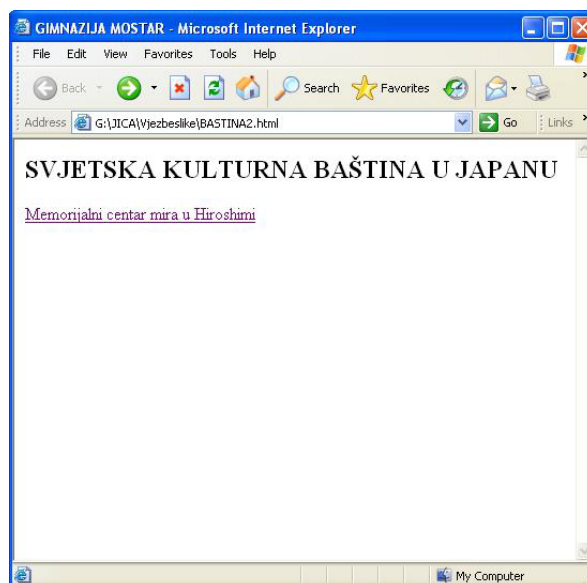 GIMNAZIJA MOSTAR - Microsoft Internet Explorer
File Edit View Favorites Tools Help
Back Search Favorites
Address G:\JICA\Vjezbeslike\BASTINA2.html Go Links
SVJETSKA KULTURNA BAŠTINA U JAPANU
Memorijalni centar mira u Hiroshimi
My Computer